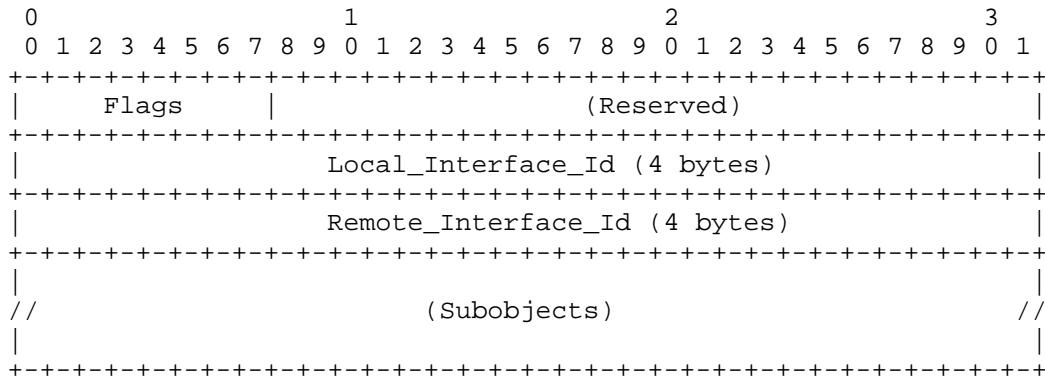 0                   1                   2                   3
 0 1 2 3 4 5 6 7 8 9 0 1 2 3 4 5 6 7 8 9 0 1 2 3 4 5 6 7 8 9 0 1
+-+-+-+-+-+-+-+-+-+-+-+-+-+-+-+-+-+-+-+-+-+-+-+-+-+-+-+-+-+-+-+-+
|     Flags     |                   (Reserved)                  |
+-+-+-+-+-+-+-+-+-+-+-+-+-+-+-+-+-+-+-+-+-+-+-+-+-+-+-+-+-+-+-+-+
|                   Local_Interface_Id (4 bytes)                |
+-+-+-+-+-+-+-+-+-+-+-+-+-+-+-+-+-+-+-+-+-+-+-+-+-+-+-+-+-+-+-+-+
|                   Remote_Interface_Id (4 bytes)               |
+-+-+-+-+-+-+-+-+-+-+-+-+-+-+-+-+-+-+-+-+-+-+-+-+-+-+-+-+-+-+-+-+
|                                                               |
//                        (Subobjects)                         //
|                                                               |
+-+-+-+-+-+-+-+-+-+-+-+-+-+-+-+-+-+-+-+-+-+-+-+-+-+-+-+-+-+-+-+-+